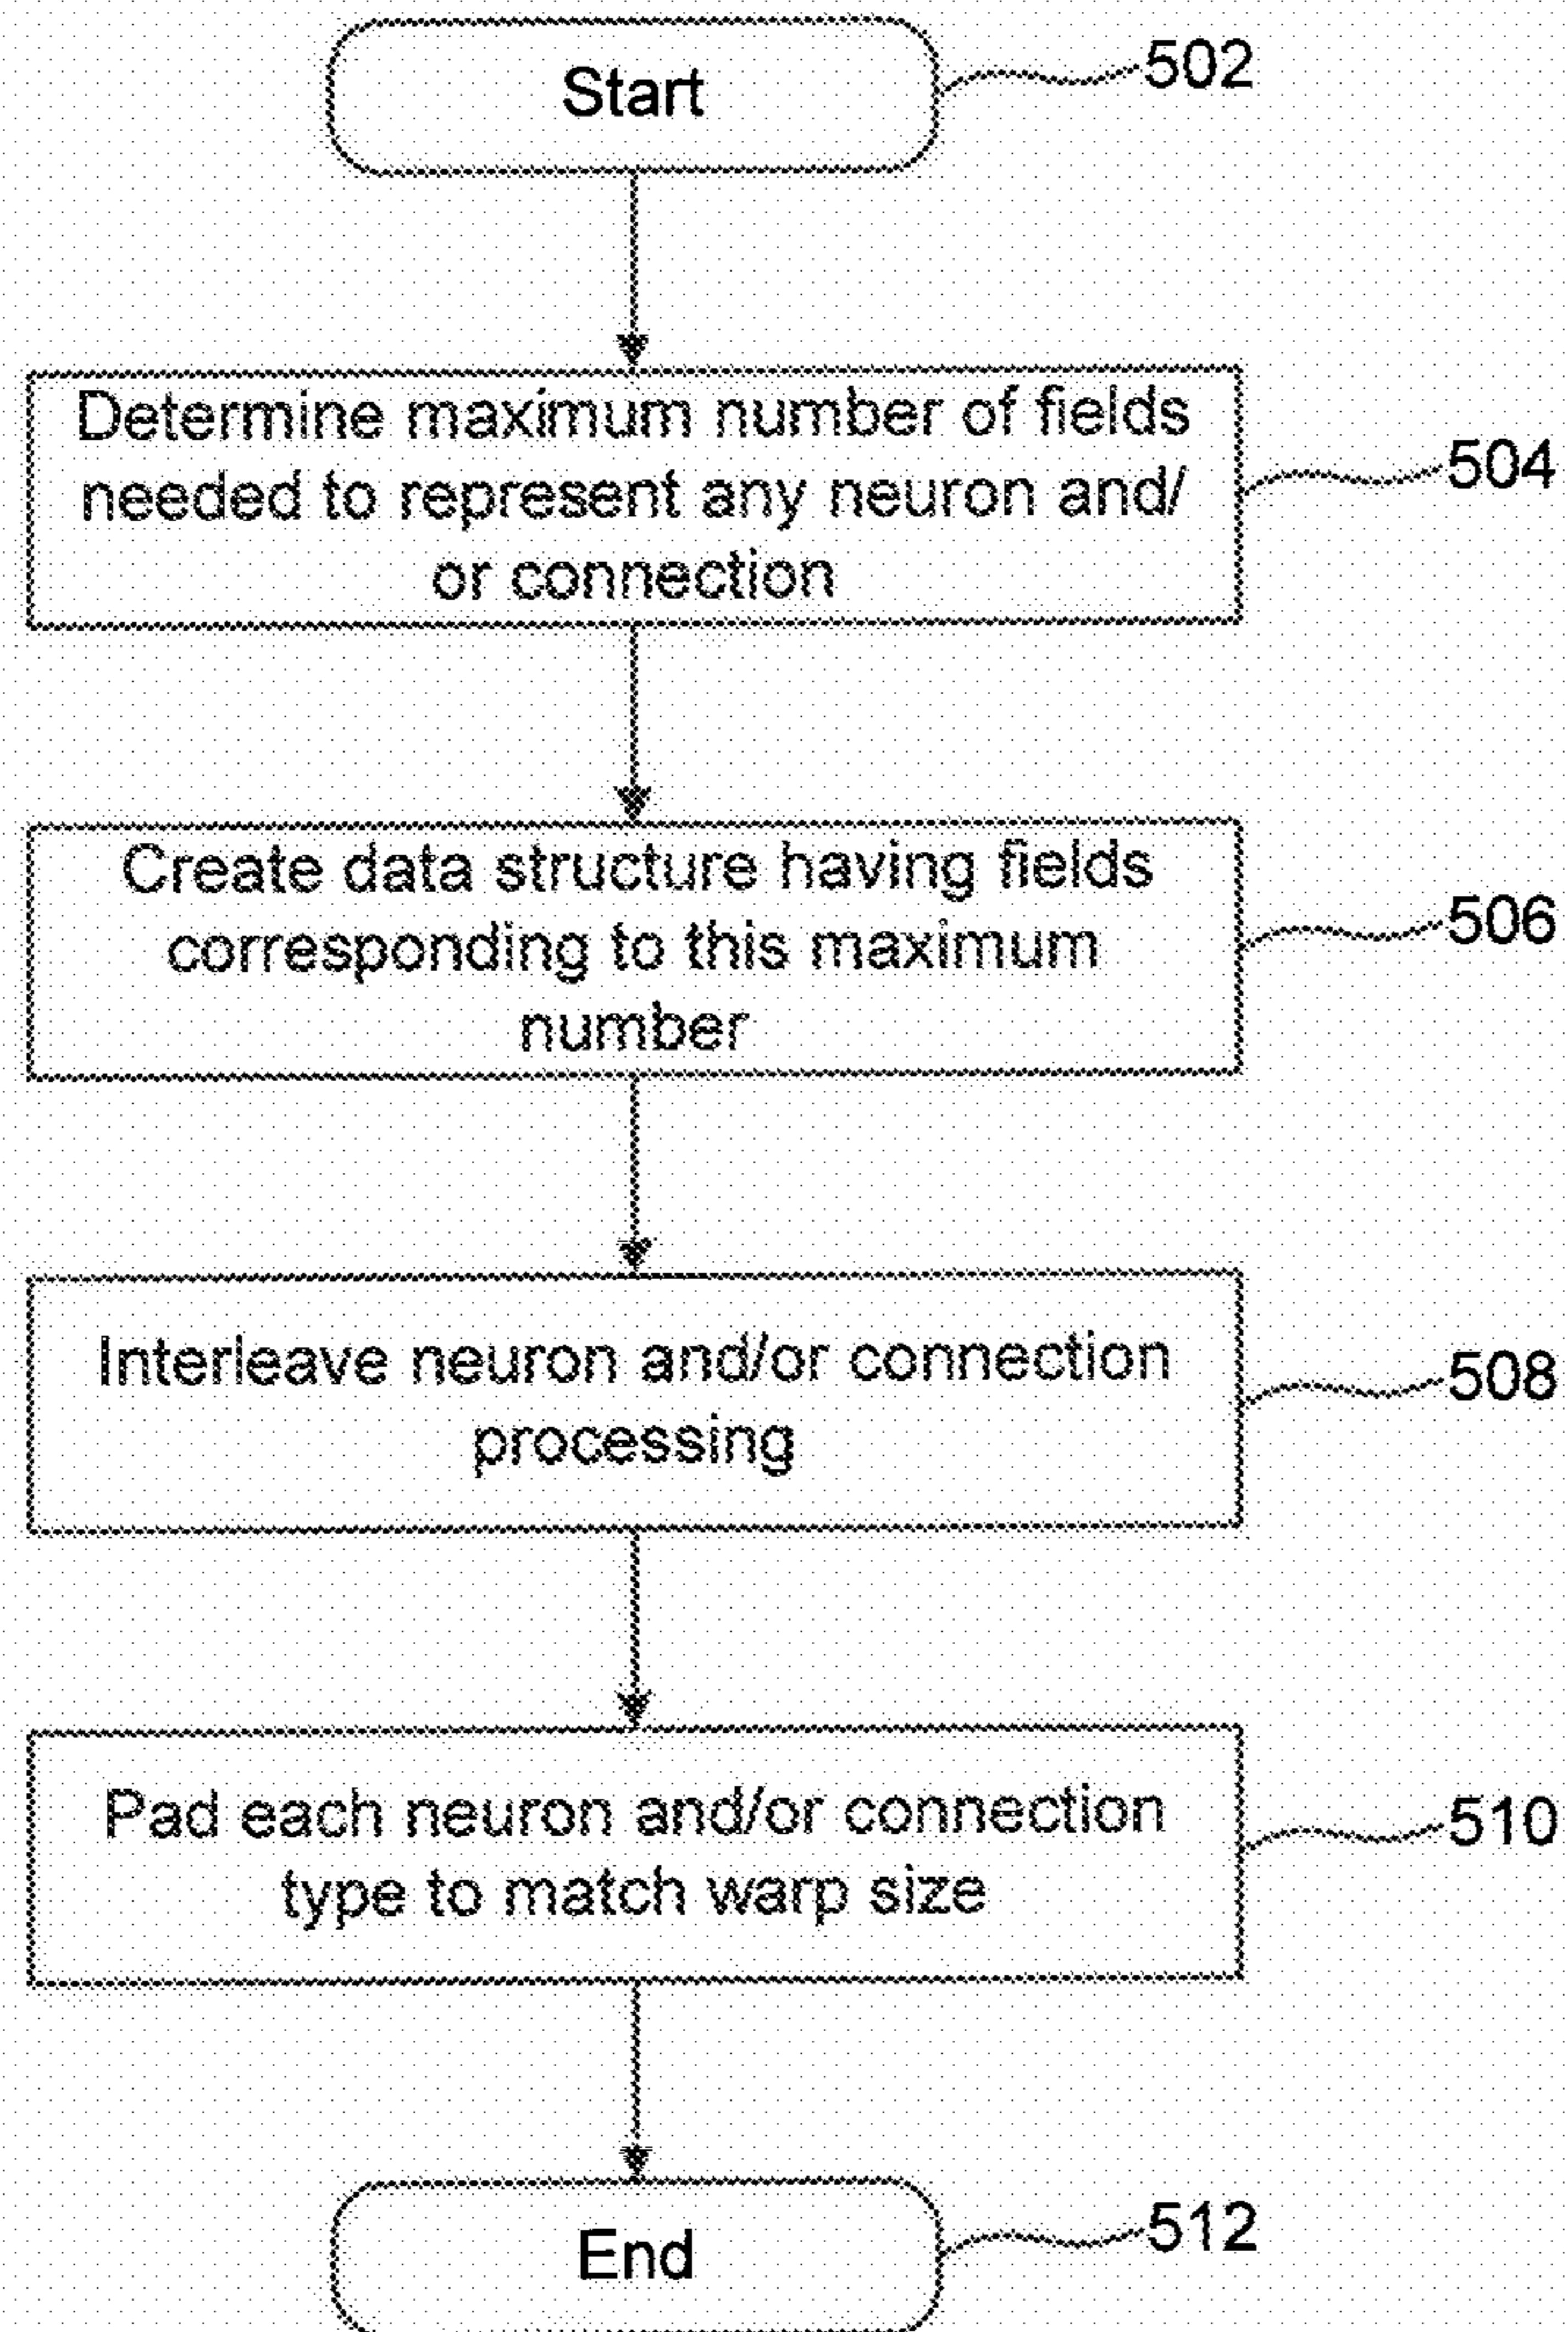 Start
502
Determine maximum number of fields
needed to represent any neuron and/
or connection
504
Create data structure having fields
corresponding to this maximum
number
506
Interleave neuron and/or connection
processing
508
Pad each neuron and/or connection
type to match warp size
510
End
512